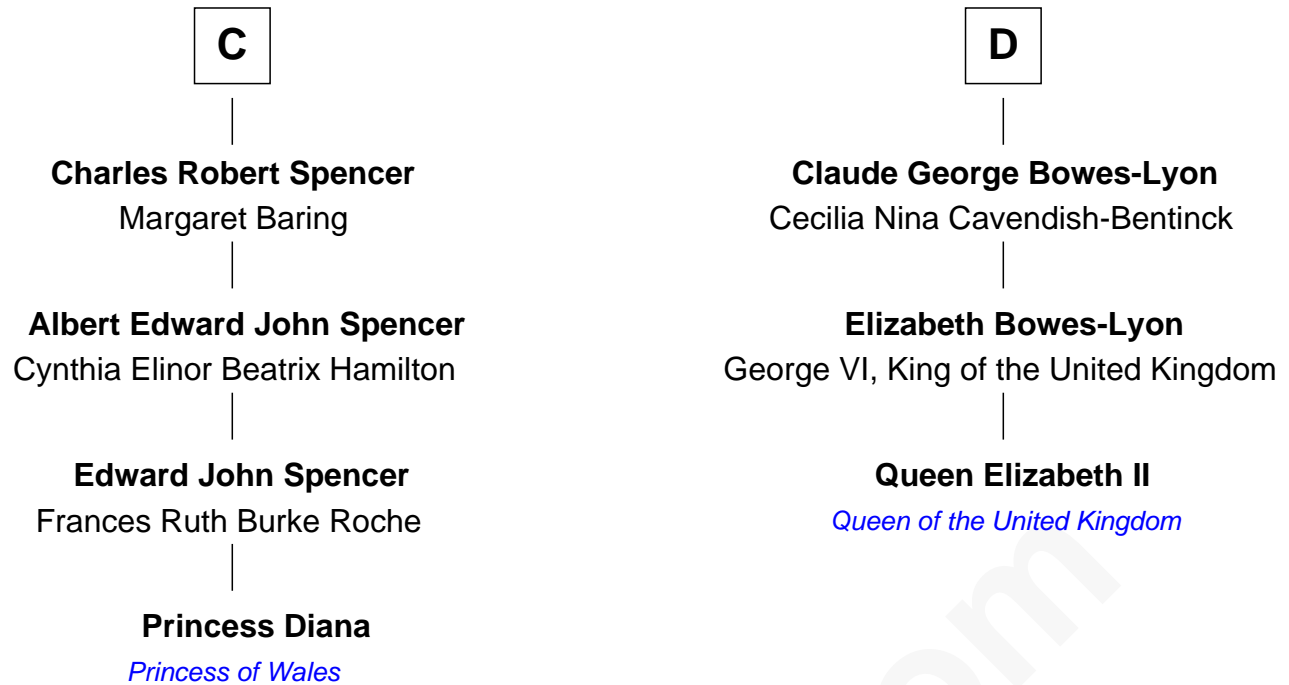 C
Charles Robert Spencer
Margaret Baring
Albert Edward John Spencer
Cynthia Elinor Beatrix Hamilton
Edward John Spencer
Frances Ruth Burke Roche
Princess Diana
Princess of Wales
D
Claude George Bowes-Lyon
Cecilia Nina Cavendish-Bentinck
Elizabeth Bowes-Lyon
George VI, King of the United Kingdom
Queen Elizabeth II
Queen of the United Kingdom
om